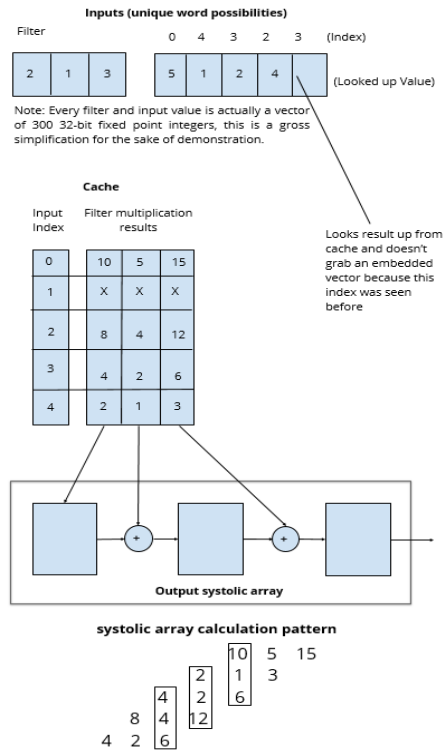 Inputs (unique word possibilities)
Filter
0 4 3 2 3 (Index)
2 1 3
5 1 2 4
(Looked up Value)
Note: Every filter and input value is actually a vector
of 300 32-bit fixed point integers, this is a gross
simplification for the sake of demonstration.
Cache
Input
Index
Filter multiplication
results
Looks result up from
cache and doesn't
grab an embedded
vector because this
index was seen
before
0 10 5 15
1 X X X
2 8 4 12
3 4 2 6
4 2 1 3
+ +
Output systolic array
systolic array calculation pattern
10 5 15
2 1 3
4 2 6
8 4 12
4 2 6